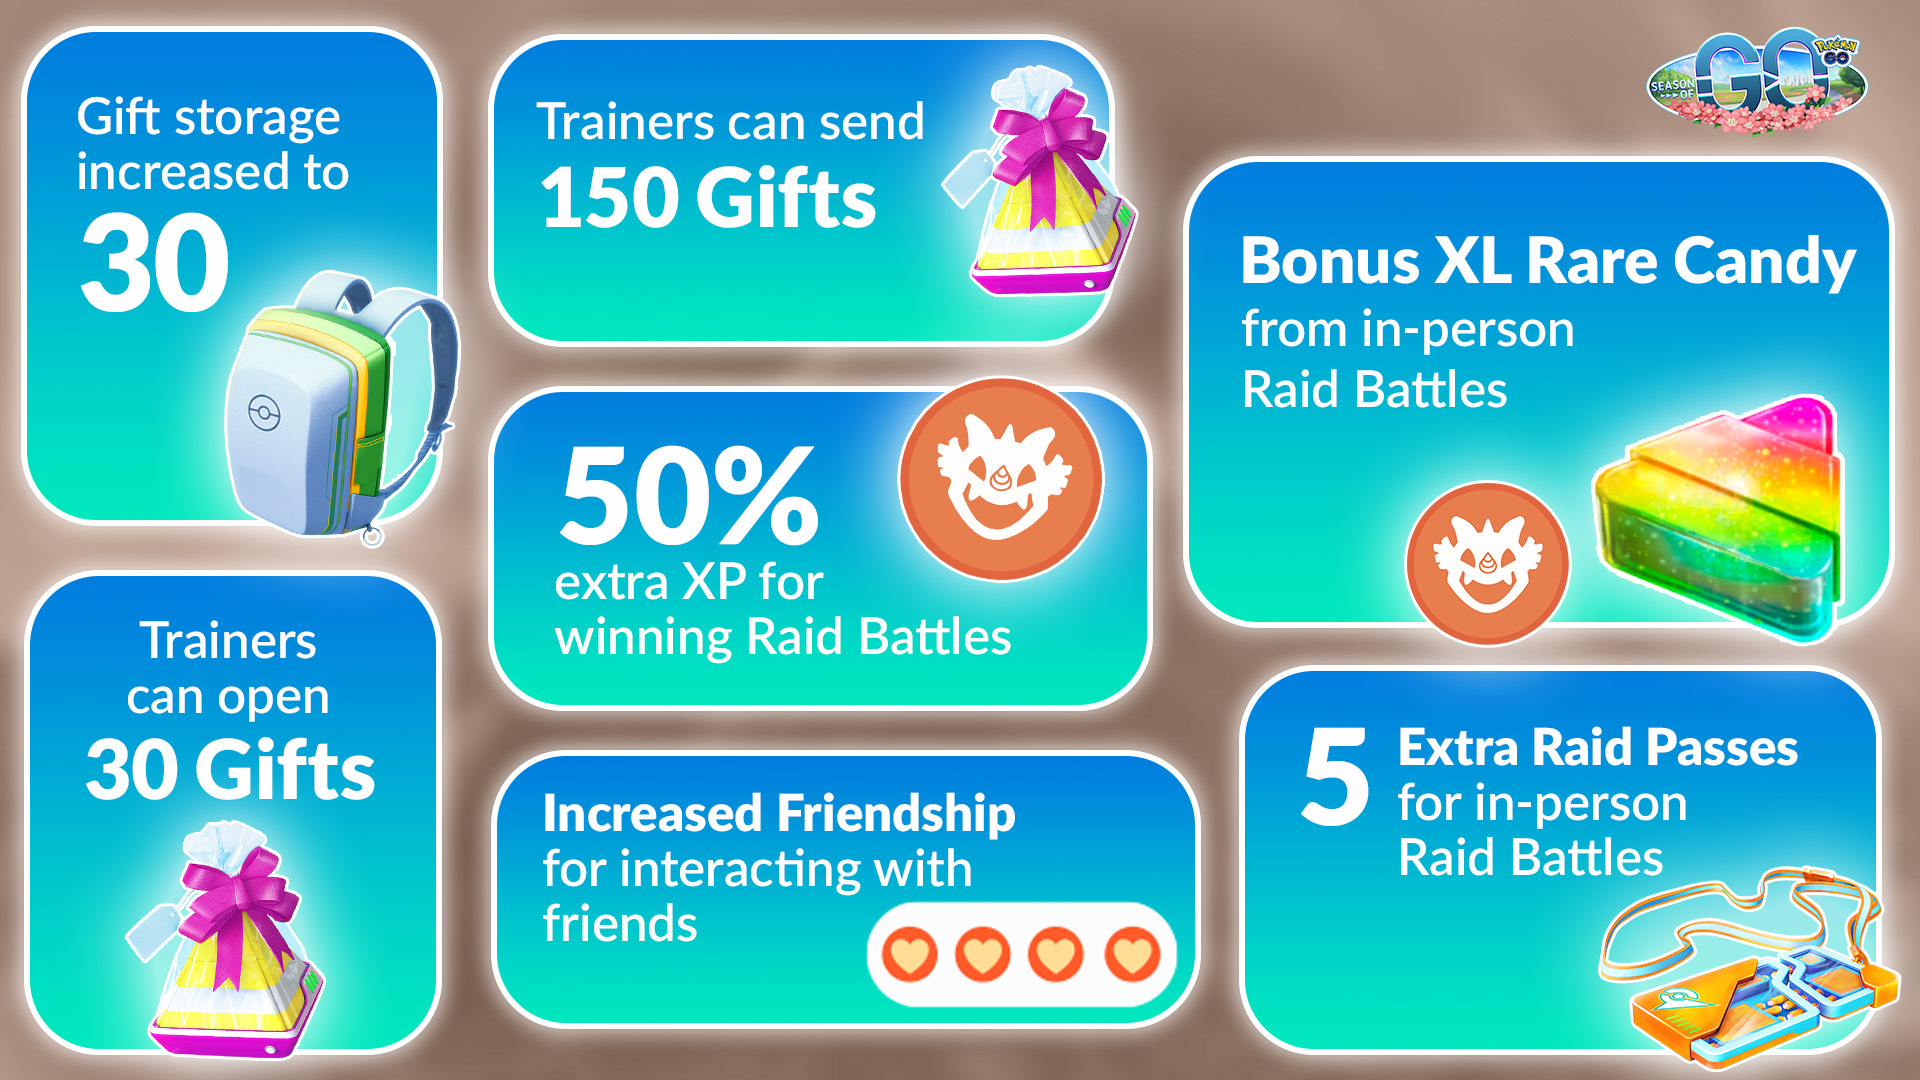 Gift storage
increased to
30
Trainers can send
150 Gifts
SEASON
OF
GO
Pokémon
GO
Bonus XL Rare Candy
from in-person
Raid Battles
50%
extra XP for
winning Raid Battles
Trainers
can open
30 Gifts
Increased Friendship
for interacting with
friends
5
Extra Raid Passes
for in-person
Raid Battles